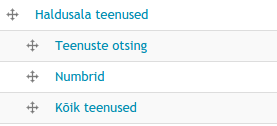 Haldusala teenused
Teenuste otsing
Numbrid
Kõik teenused